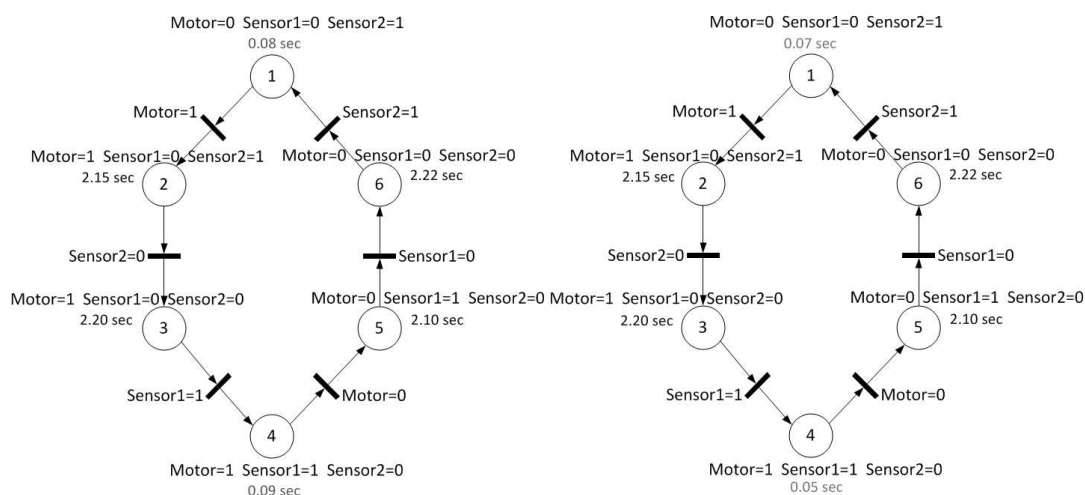 Motor=0 Sensor1=0 Sensor2=1
0.08 sec
1
Motor=1
Sensor2=1
Motor=1 Sensor1=0 Sensor2=1
Motor=0 Sensor1=0 Sensor2=0
2.15 sec
2
6
2.22 sec
Sensor2=0
Sensor1=0
Motor=1 Sensor1=0 Sensor2=0
Motor=0 Sensor1=1 Sensor2=0
2.20 sec
3
5
2.10 sec
Sensor1=1
Motor=0
4
Motor=1 Sensor1=1 Sensor2=0
0.09 sec
Motor=0 Sensor1=0 Sensor2=1
0.07 sec
1
Motor=1
Sensor2=1
Motor=1 Sensor1=0 Sensor2=1
Motor=0 Sensor1=0 Sensor2=0
2.15 sec
2
6
2.22 sec
Sensor2=0
Sensor1=0
Motor=1 Sensor1=0 Sensor2=0
Motor=0 Sensor1=1 Sensor2=0
2.20 sec
3
5
2.10 sec
Sensor1=1
Motor=0
4
Motor=1 Sensor1=1 Sensor2=0
0.05 sec